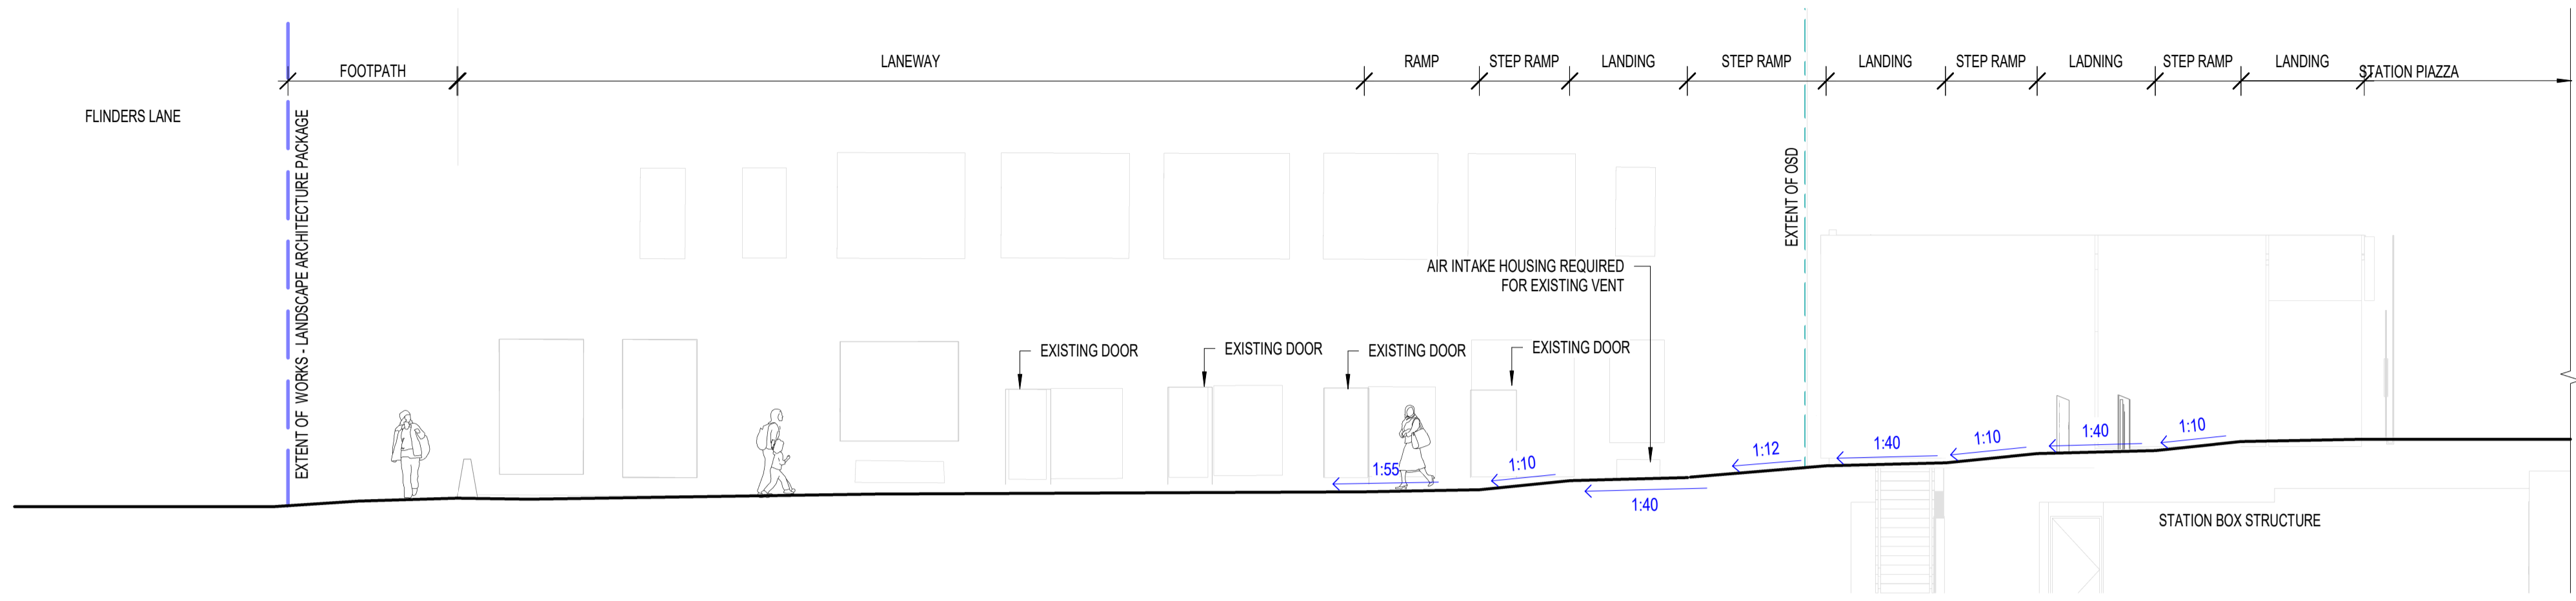 FOOTPATH
LANEWAY
RAMP
STEP RAMP
LANDING
STEP RAMP
LANDING
STEP RAMP
LADNING
STEP RAMP
LANDING
STATION PIAZZA
FLINDERS LANE
EXTENT OF WORKS - LANDSCAPE ARCHITECTURE PACKAGE
EXTENT OF OSD
AIR INTAKE HOUSING REQUIRED
FOR EXISTING VENT
EXISTING DOOR
EXISTING DOOR
EXISTING DOOR
EXISTING DOOR
1:55
1:10
1:40
1:12
1:40
1:10
1:40
1:10
STATION BOX STRUCTURE